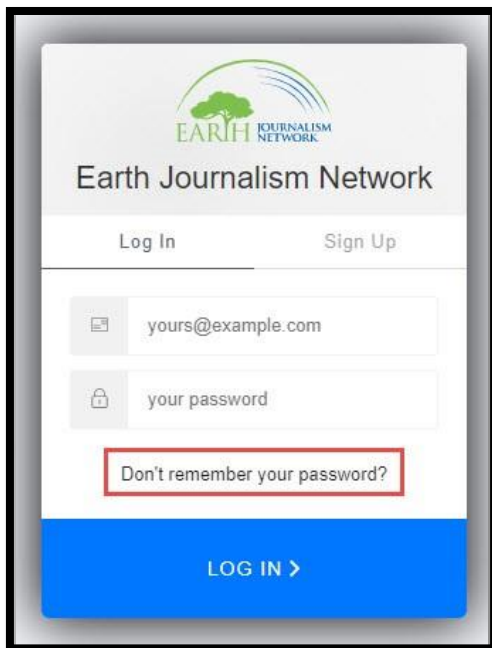 EARTH JOURNALISM
NETWORK
Earth Journalism Network
Log In
Sign Up
yours@example.com
your password
Don't remember your password?
LOG IN >